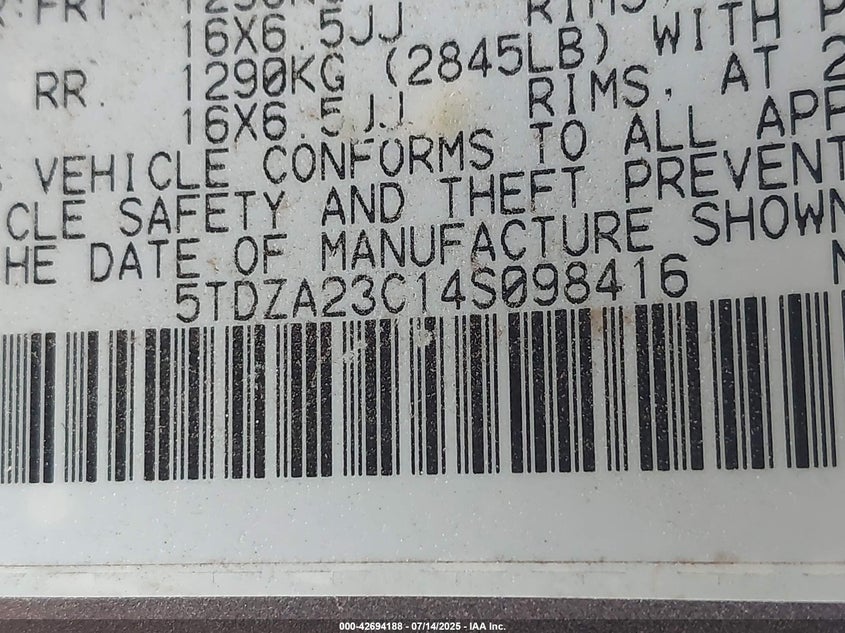 16X6.5JJ RIMS,
RR. 1290KG (2845LB) WITH
16X6.5JJ RIMS, AT
VEHICLE CONFORMS TO ALL APP
CLE SAFETY AND THEFT PREVENT
HE DATE OF MANUFACTURE SHOWN
5TDZA23C14S098416
000-42694188 - 07/14/2025 - IAA Inc.